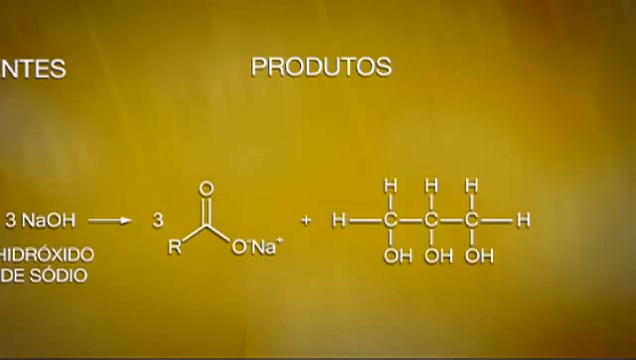 NTES PRODUTOS
O
H H H
3 NaOH → 3 R O⁻Na⁺ + H C C C H
HIDRÓXIDO OH OH OH
DE SÓDIO